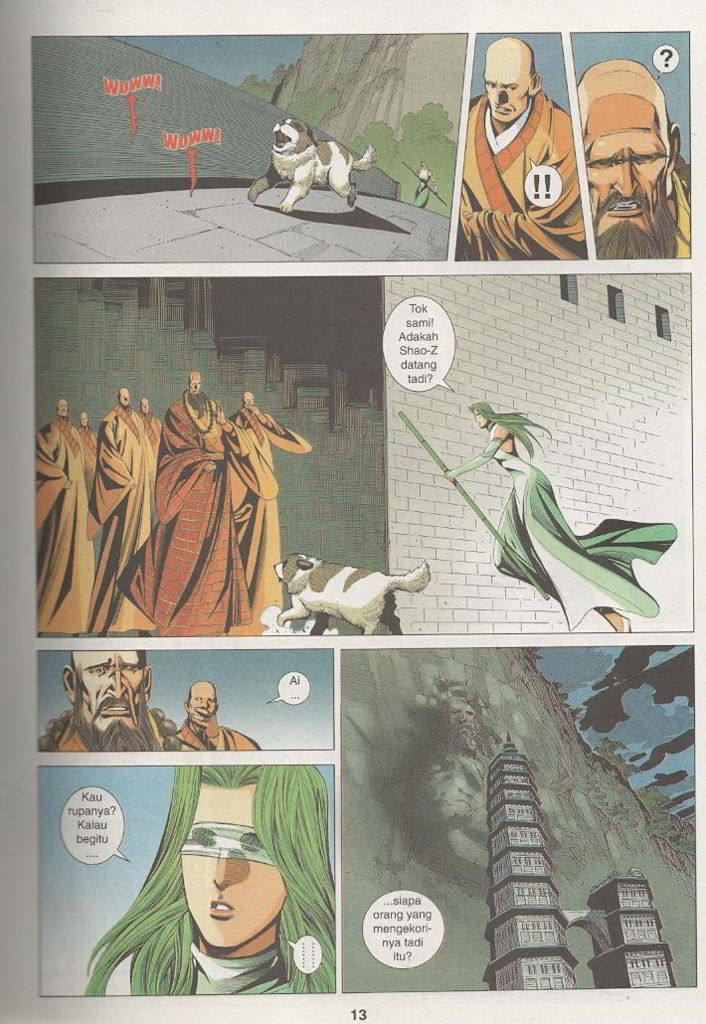 WOWW!
WOWW!
!!
?
Tok
sami!
Adakah
Shao-Z
datang
tadi?
Ai
...
Kau
rupanya?
Kalau
begitu
....
...siapa
orang yang
mengekori-
nya tadi
itu?
13